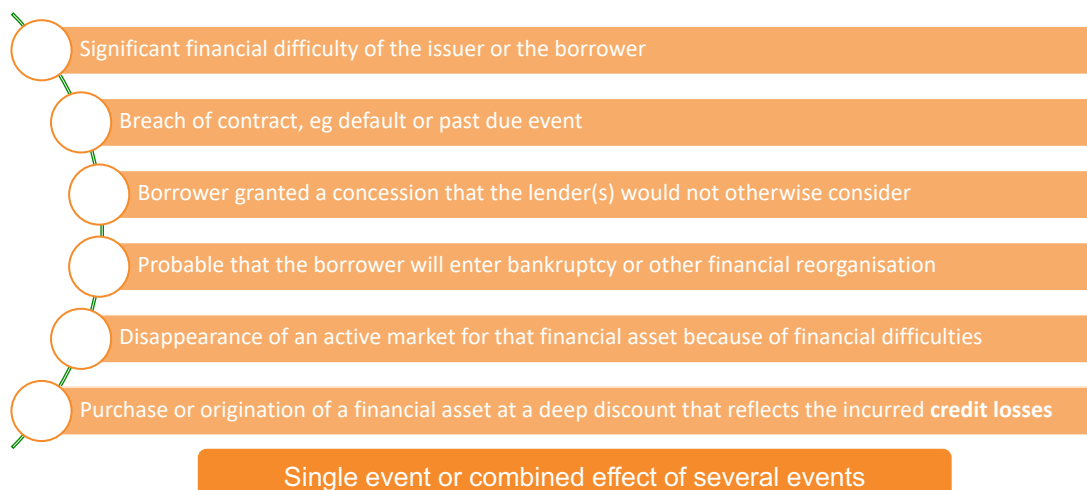 Significant financial difficulty of the issuer or the borrower
Breach of contract, eg default or past due event
Borrower granted a concession that the lender(s) would not otherwise consider
Probable that the borrower will enter bankruptcy or other financial reorganisation
Disappearance of an active market for that financial asset because of financial difficulties
Purchase or origination of a financial asset at a deep discount that reflects the incurred credit losses
Single event or combined effect of several events